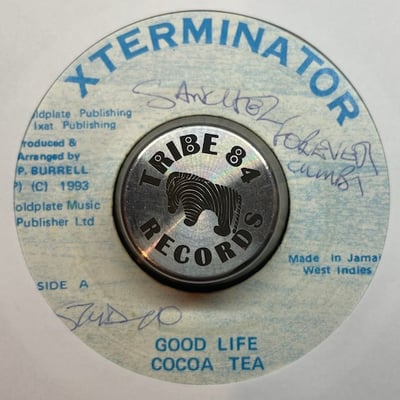 XTERMINATOR
SANCHEZ FOREVER
oldplate Publishing
Ixat Publishing
roduced &
Arranged by
P. BURRELL
P) (C) 1993
oldplate Music
Publisher Ltd
TRIBE 84
RECORDS
Made in Jamai
West Indies
SIDE A
GOOD LIFE
COCOA TEA